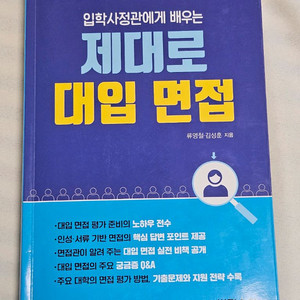 입학사정관에게 배우는
제대로
대입 면접
류영철·김상훈 지음
•대입 면접 평가 준비의 노하우 전수
•인성·서류 기반 면접의 핵심 답변 포인트 제공
•면접관이 알려 주는 대입 면접 실전 비책 공개
•대입 면접의 주요 궁금증 Q&A
•주요 대학의 면접 평가 방법, 기출문제와 지원 전략 수록